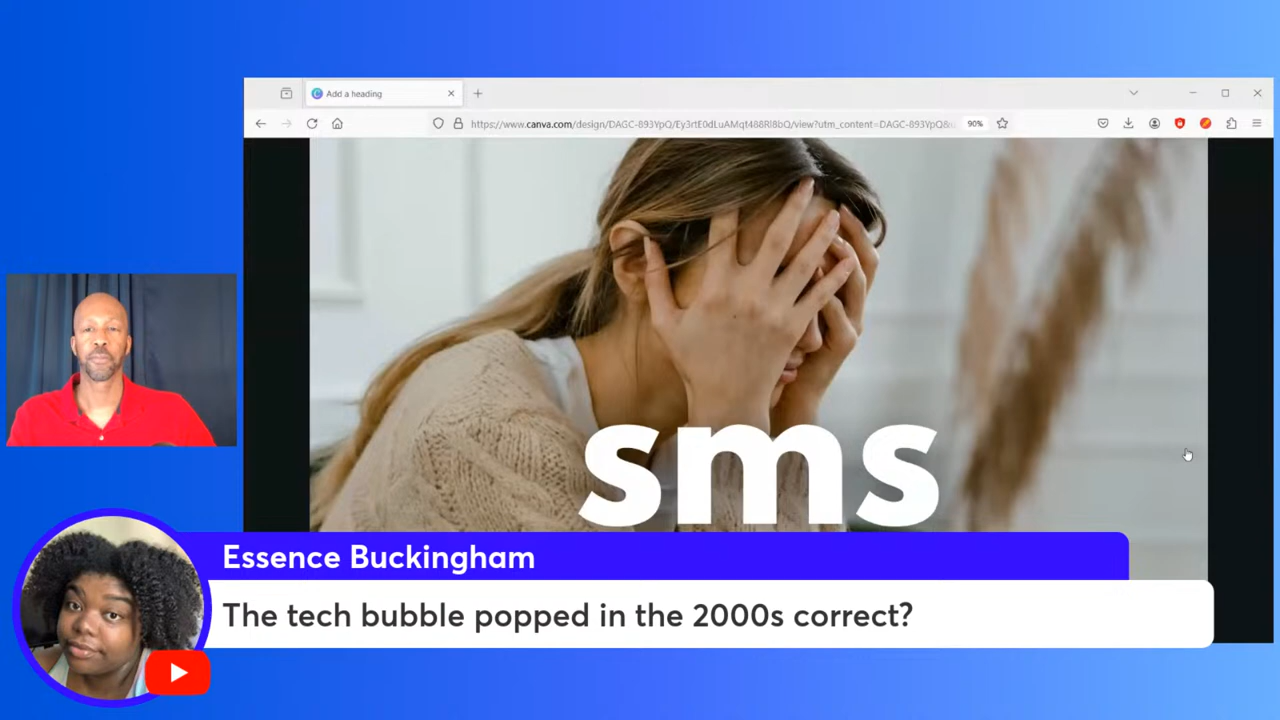 Add a heading
https://www.canva.com/design/DAGC-893YpQ/Ey3rtE0dLuAMqt488Rl8bQ/view?utm_content=DAGC-893YpQ&
90%
sms
Essence Buckingham
The tech bubble popped in the 2000s correct?